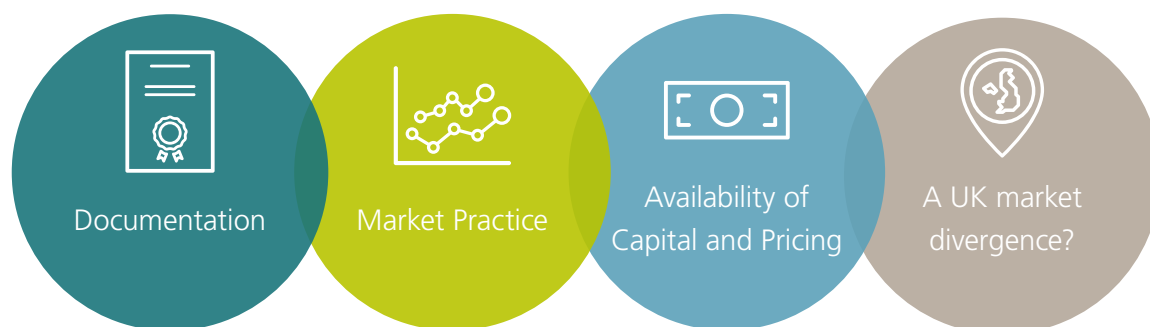 Documentation
Market Practice
Availability of
Capital and Pricing
A UK market
divergence?